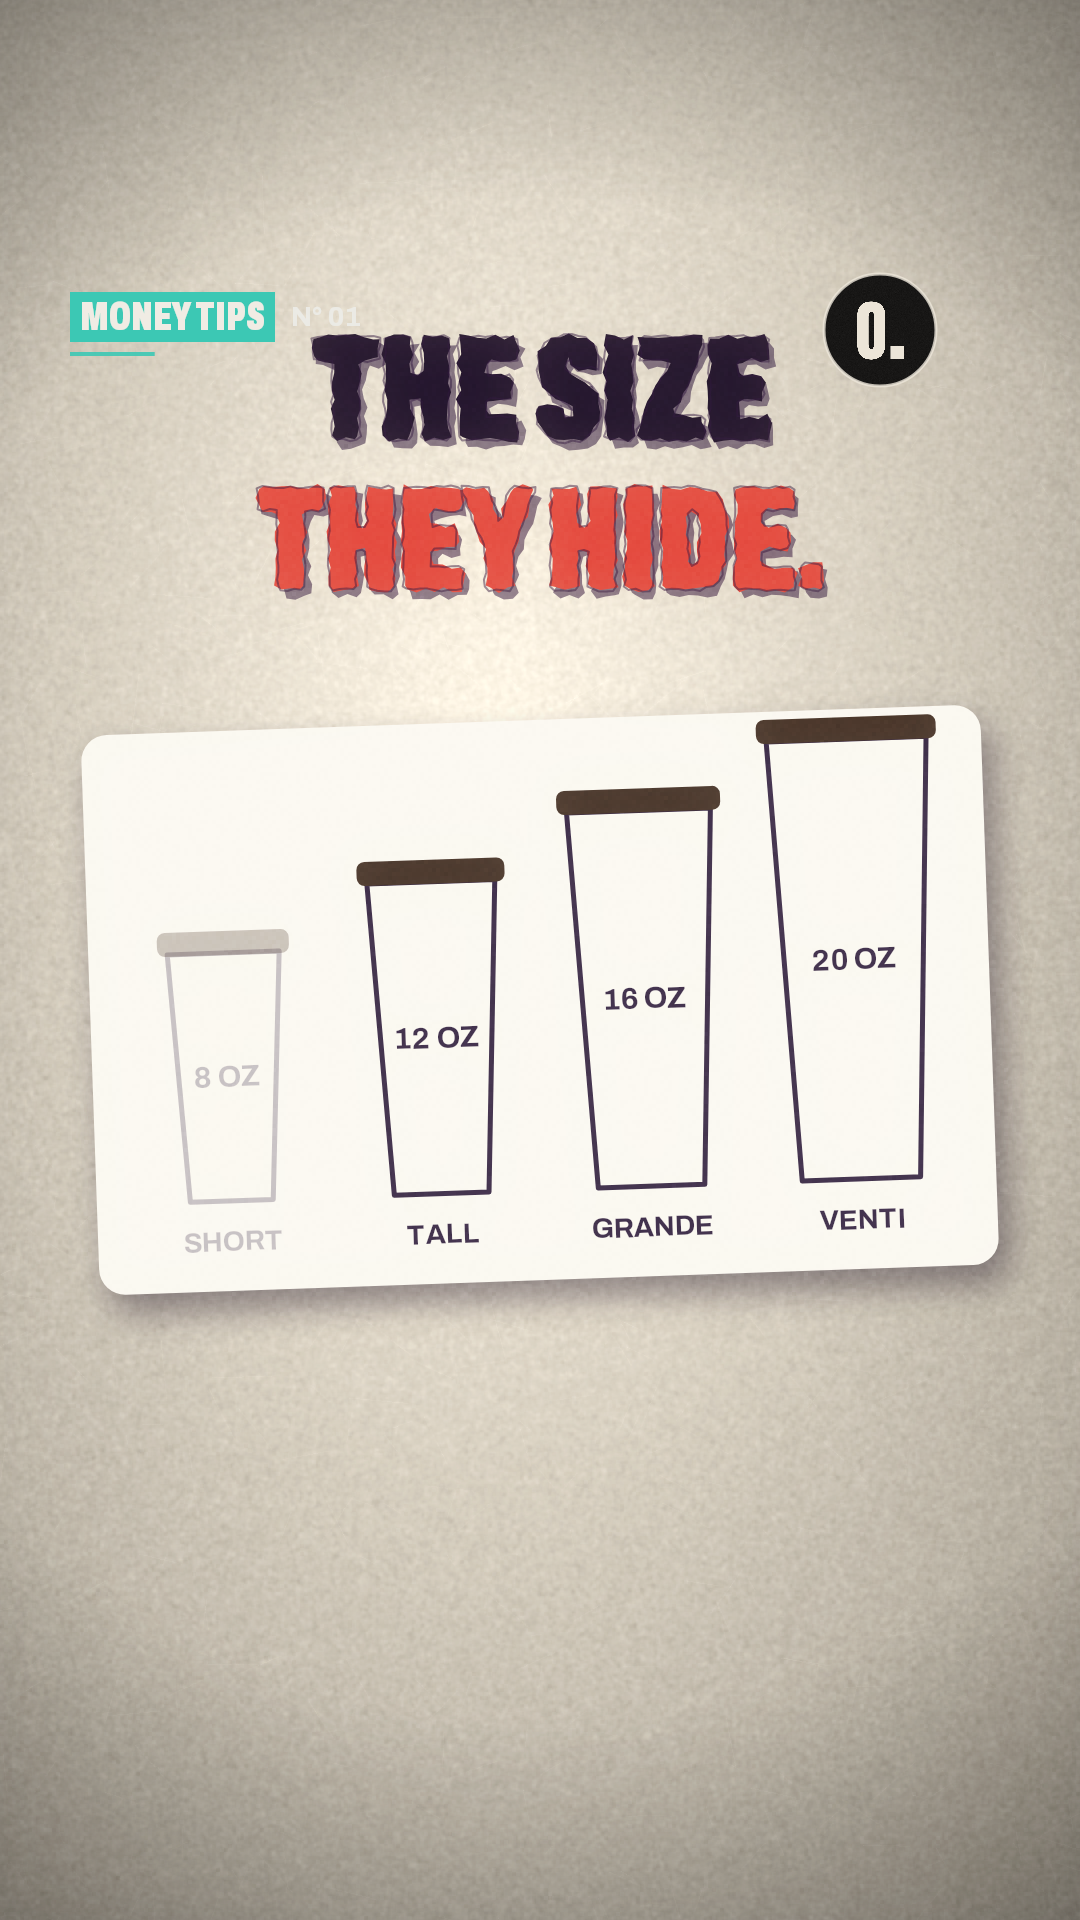 MONEY TIPS N° 01
0.
THE SIZE
THEY HIDE.
8 OZ
12 OZ
16 OZ
20 OZ
SHORT
TALL
GRANDE
VENTI